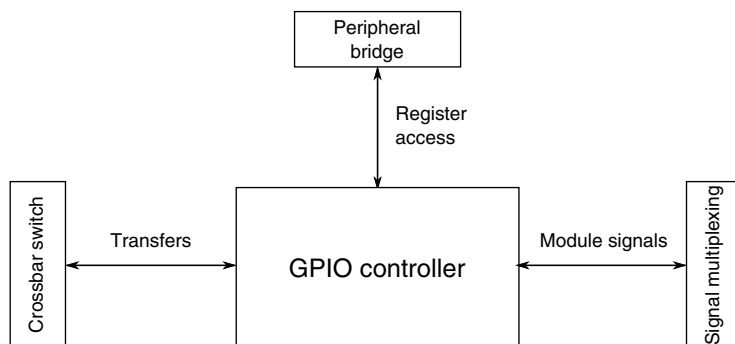 Peripheral
bridge
Register
access
Crossbar switch
Transfers
GPIO controller
Module signals
Signal multiplexing